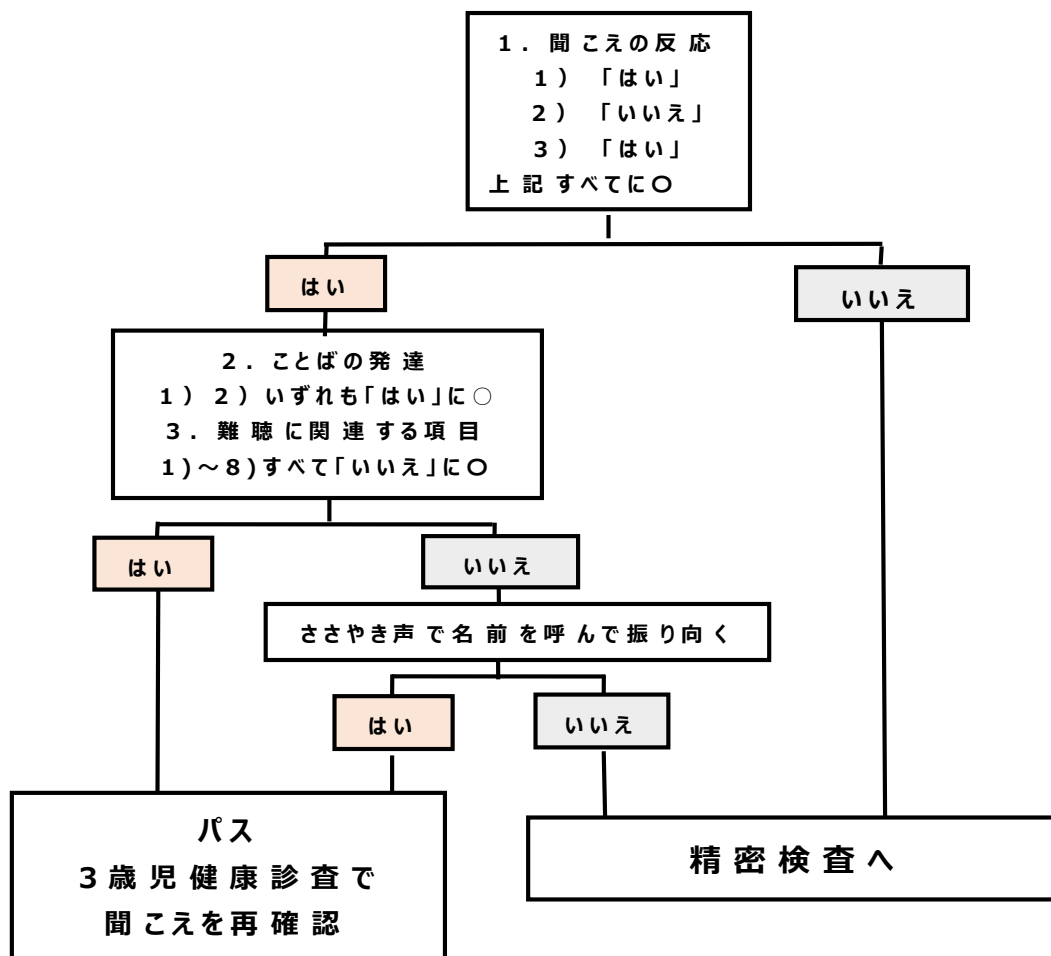 1．聞こえの反応
1）「はい」
2）「いいえ」
3）「はい」
上記すべてに〇
はい
いいえ
2．ことばの発達
1）2）いずれも「はい」に○
3．難聴に関連する項目
1)～8)すべて「いいえ」に〇
はい
いいえ
ささやき声で名前を呼んで振り向く
はい
いいえ
パス
3歳児健康診査で
聞こえを再確認
精密検査へ